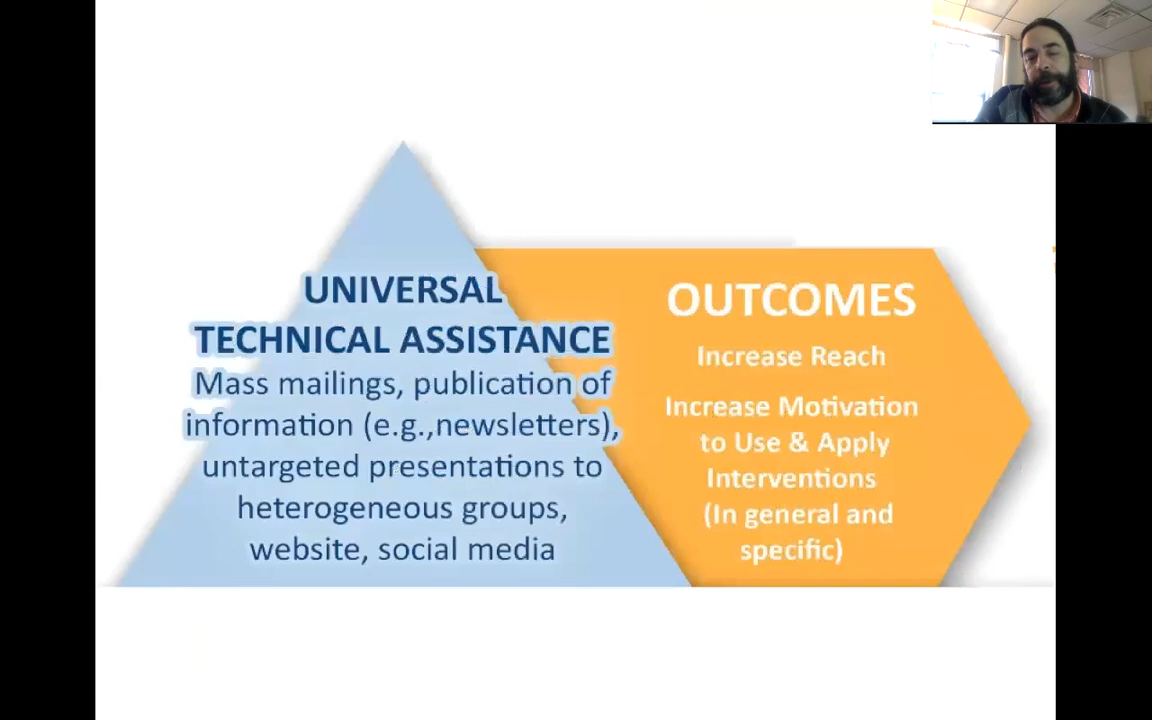 UNIVERSAL
TECHNICAL ASSISTANCE
Mass mailings, publication of
information (e.g.,newsletters),
untargeted presentations to
heterogeneous groups,
website, social media
OUTCOMES
Increase Reach
Increase Motivation
to Use & Apply
Interventions
(In general and
specific)